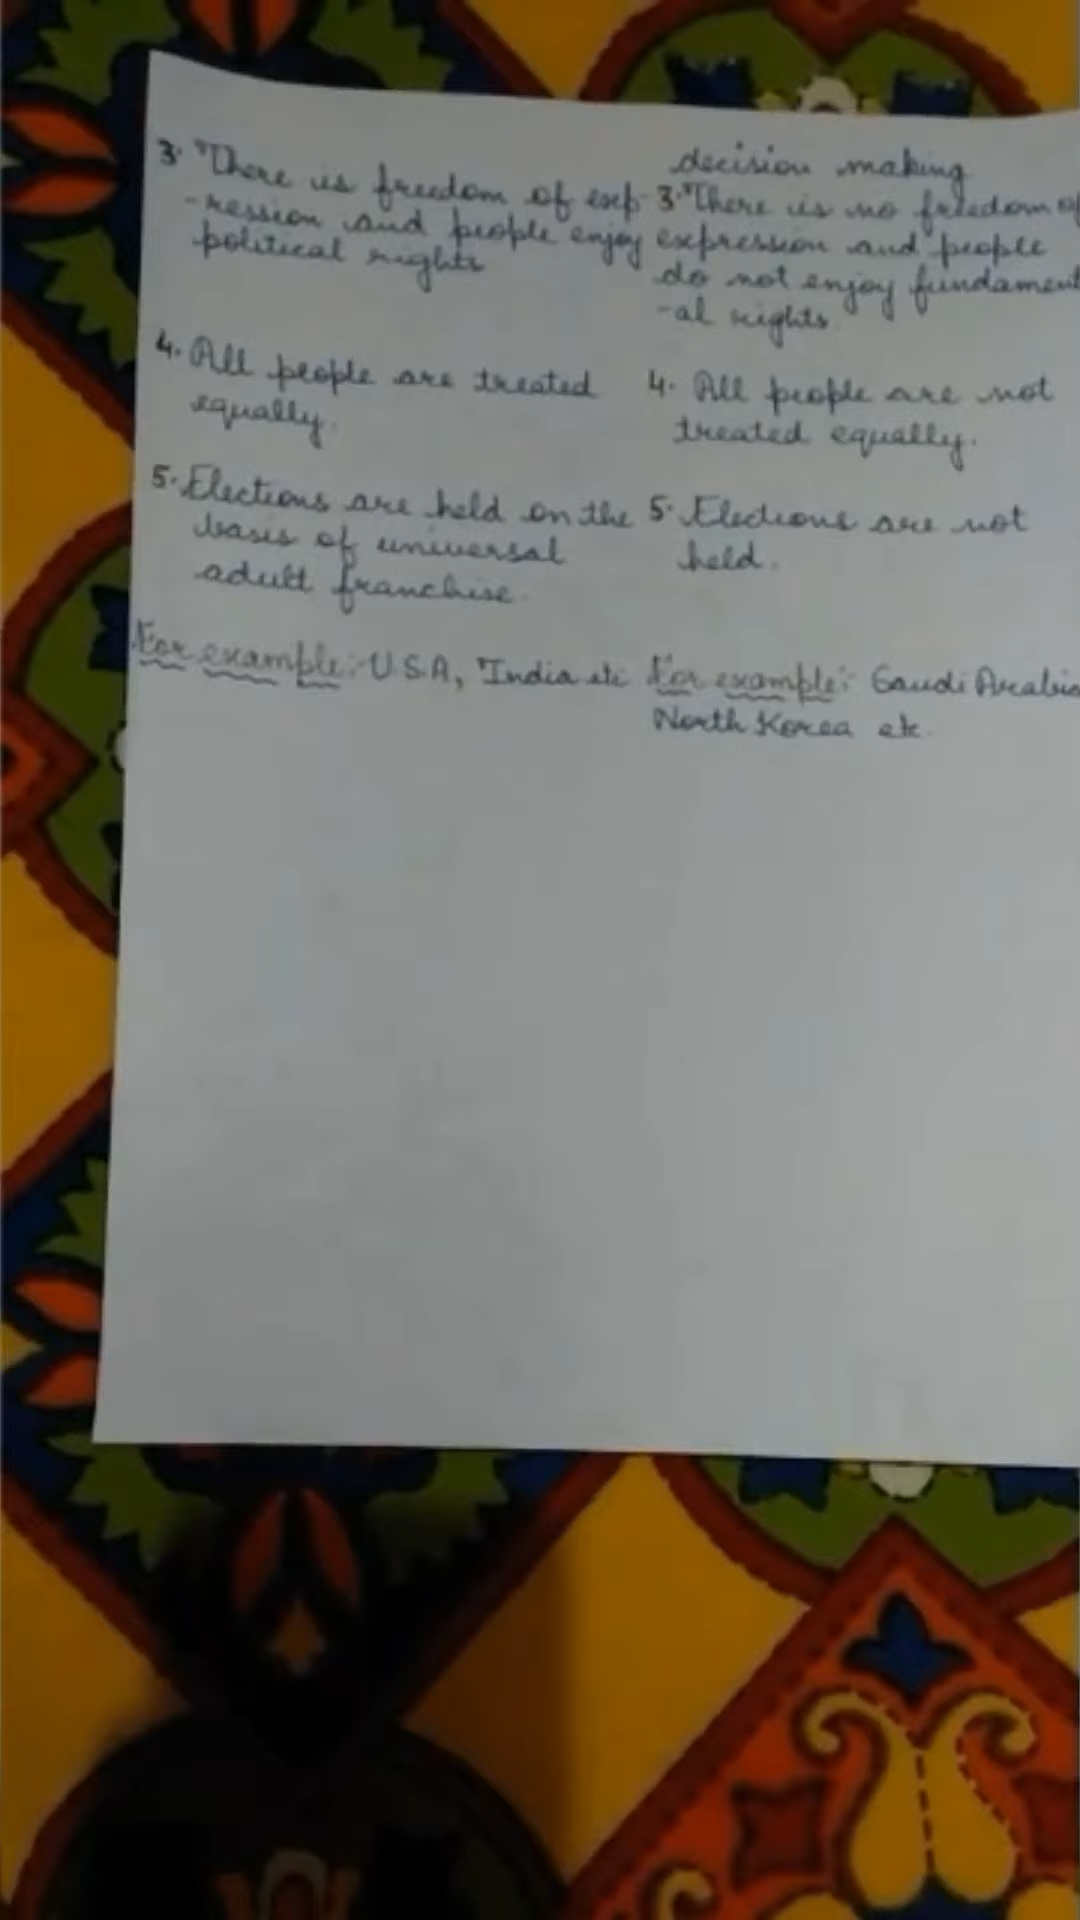 3. There is freedom of exp
-ression and people enjoy
political rights
4. All people are treated
equally.
5. Elections are held on the
basis of universal
adult franchise.
For example:- U.S.A, India etc
decision making
3. There is no freedom of
expression and people
do not enjoy fundament
-al rights.
4. All people are not
treated equally.
5. Elections are not
held.
For example:- Saudi Arabia
North Korea etc.